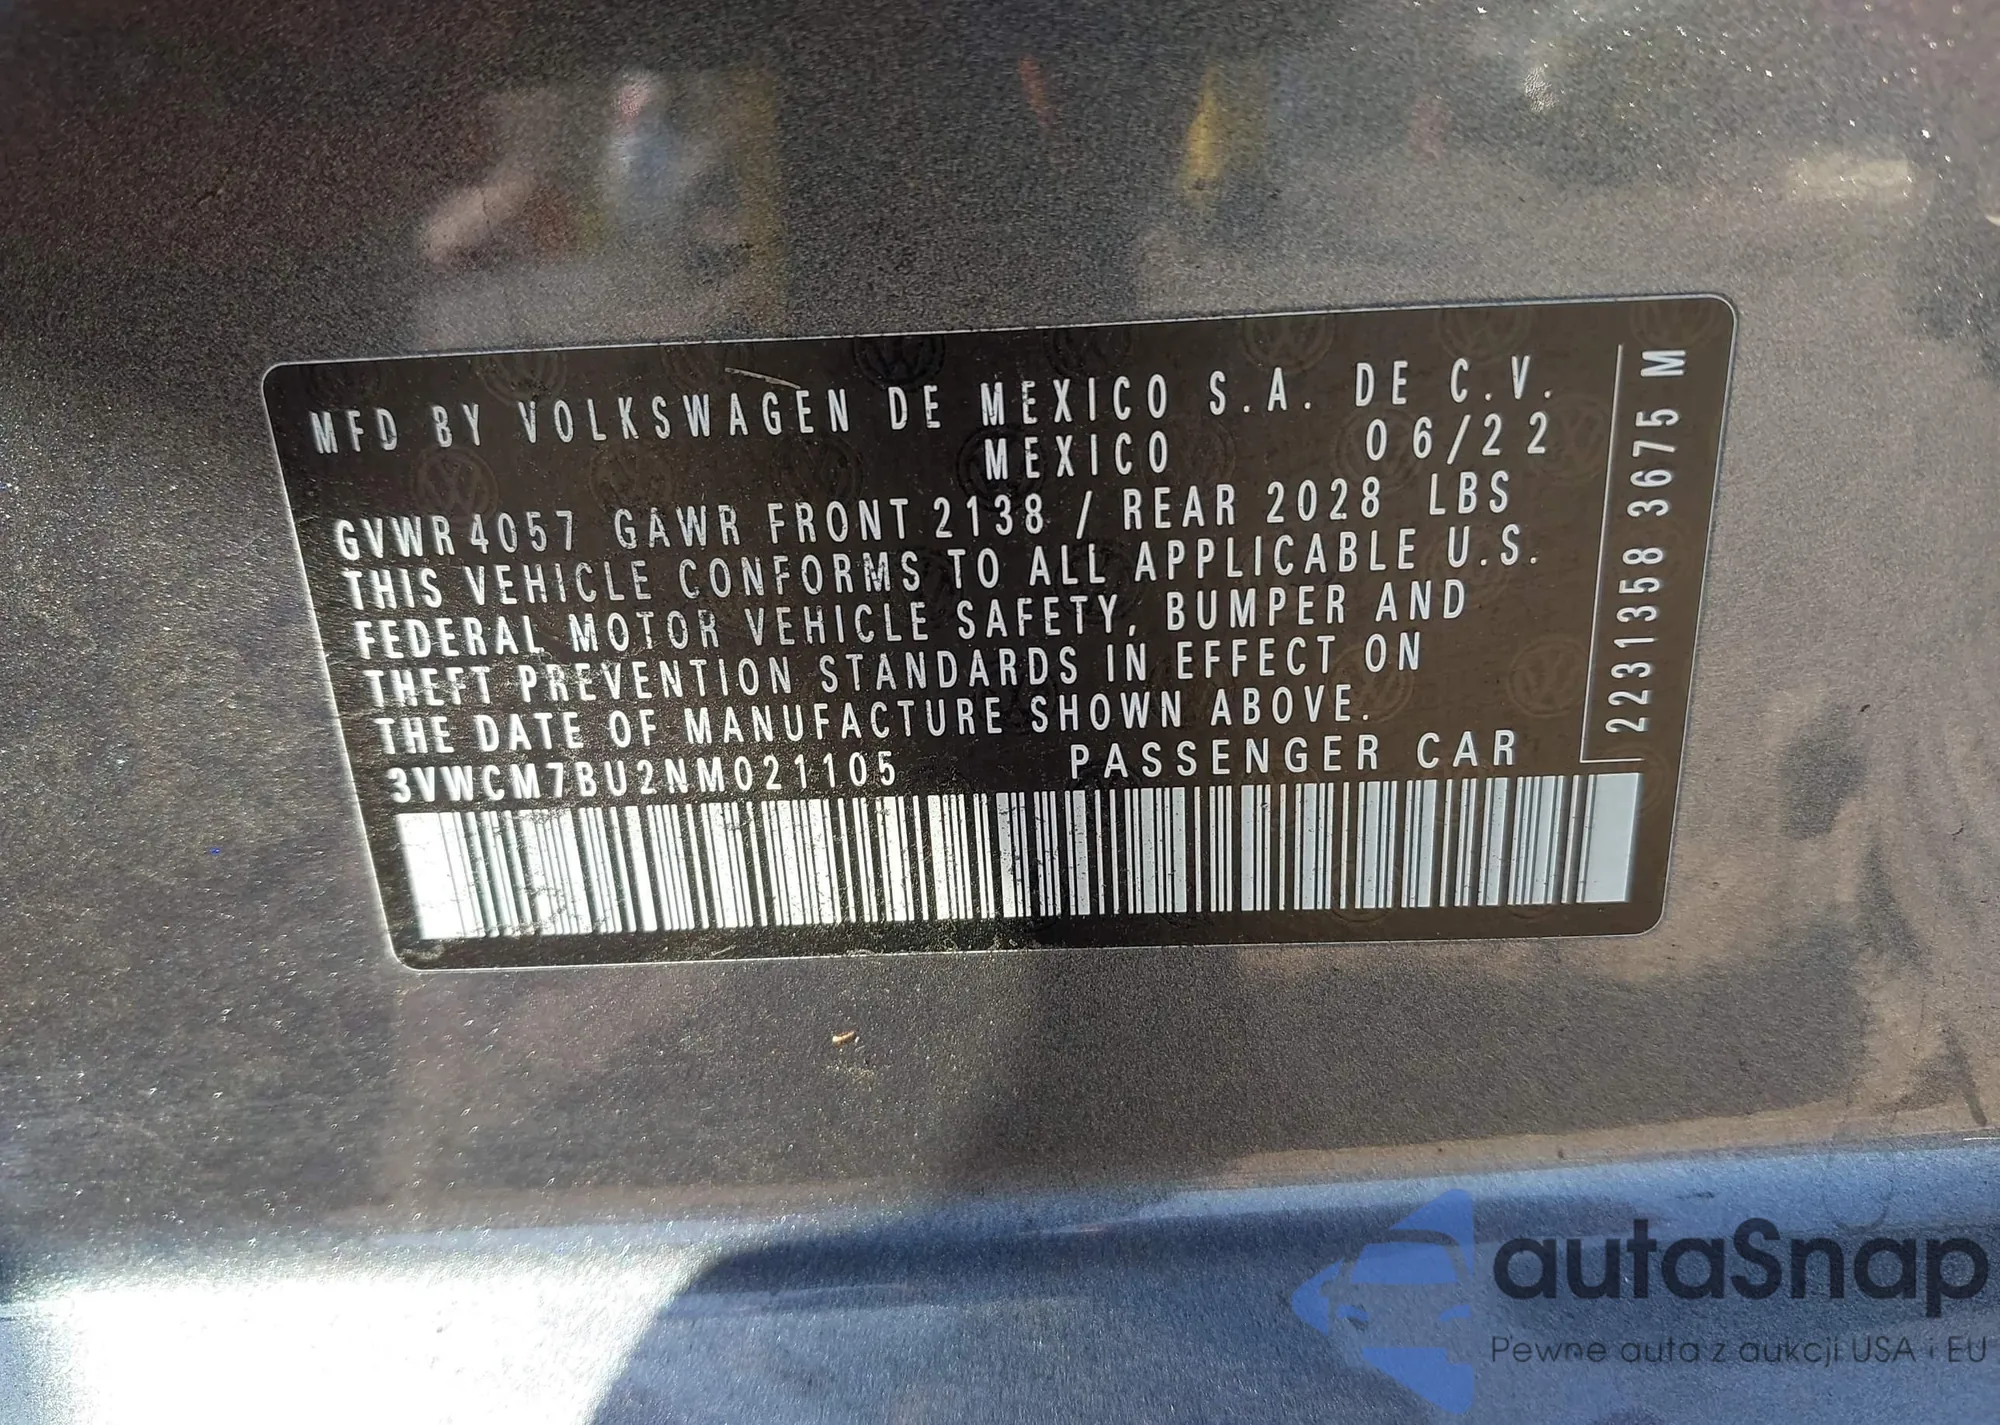 MFD BY VOLKSWAGEN DE MEXICO S.A. DE C.V.
MEXICO 06/22
GVWR 4057 GAWR FRONT 2138 / REAR 2028 LBS
THIS VEHICLE CONFORMS TO ALL APPLICABLE U.S.
FEDERAL MOTOR VEHICLE SAFETY, BUMPER AND
THEFT PREVENTION STANDARDS IN EFFECT ON
THE DATE OF MANUFACTURE SHOWN ABOVE.
3VWCM7BU2NM021105 PASSENGER CAR
2231358 3675 M
autaSnap
Pewne auta z aukcji USA i EU